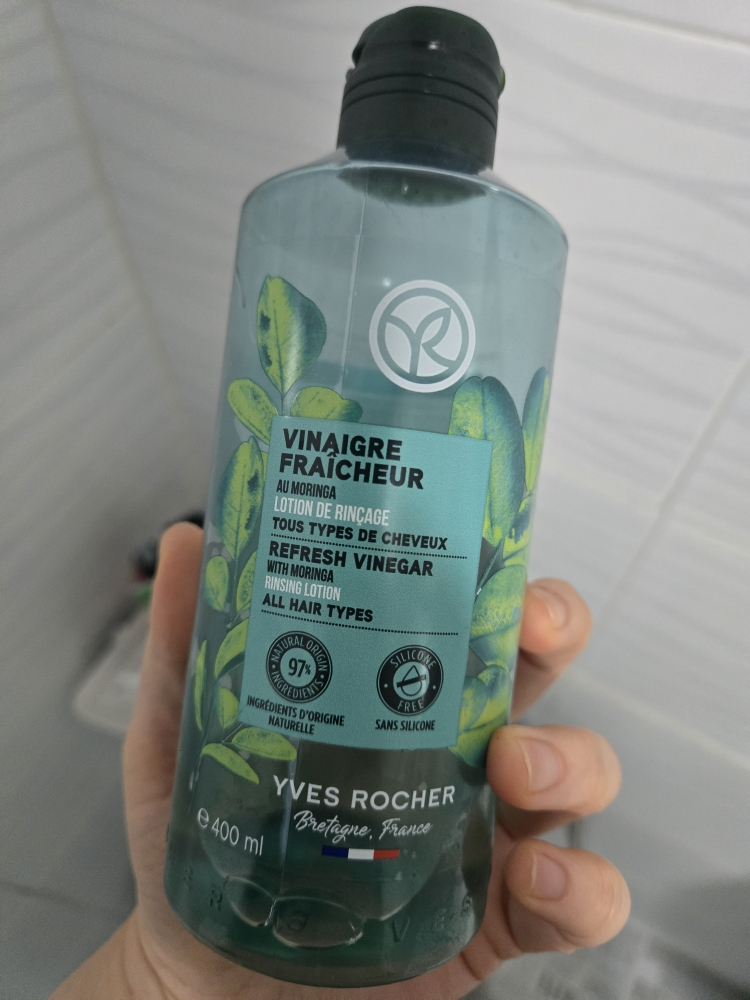 VINAIGRE
FRAÎCHEUR
AU MORINGA
LOTION DE RINÇAGE
TOUS TYPES DE CHEVEUX
REFRESH VINEGAR
WITH MORINGA
RINSING LOTION
ALL HAIR TYPES
NATURAL ORIGIN
97%
INGREDIENTS
INGRÉDIENTS D'ORIGINE
NATURELLE
SILICONE
FREE
SANS SILICONE
YVES ROCHER
Bretagne, France
e 400 ml